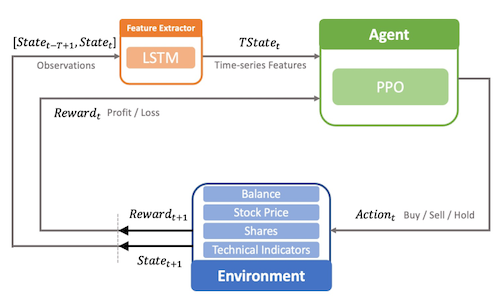 Feature Extractor
LSTM
[State_{t-T+1}, State_t]
Observations
TState_t
Time-series Features
Agent
PPO
Reward_t Profit / Loss
Balance
Stock Price
Shares
Technical Indicators
Environment
Reward_{t+1}
State_{t+1}
Action_t Buy / Sell / Hold